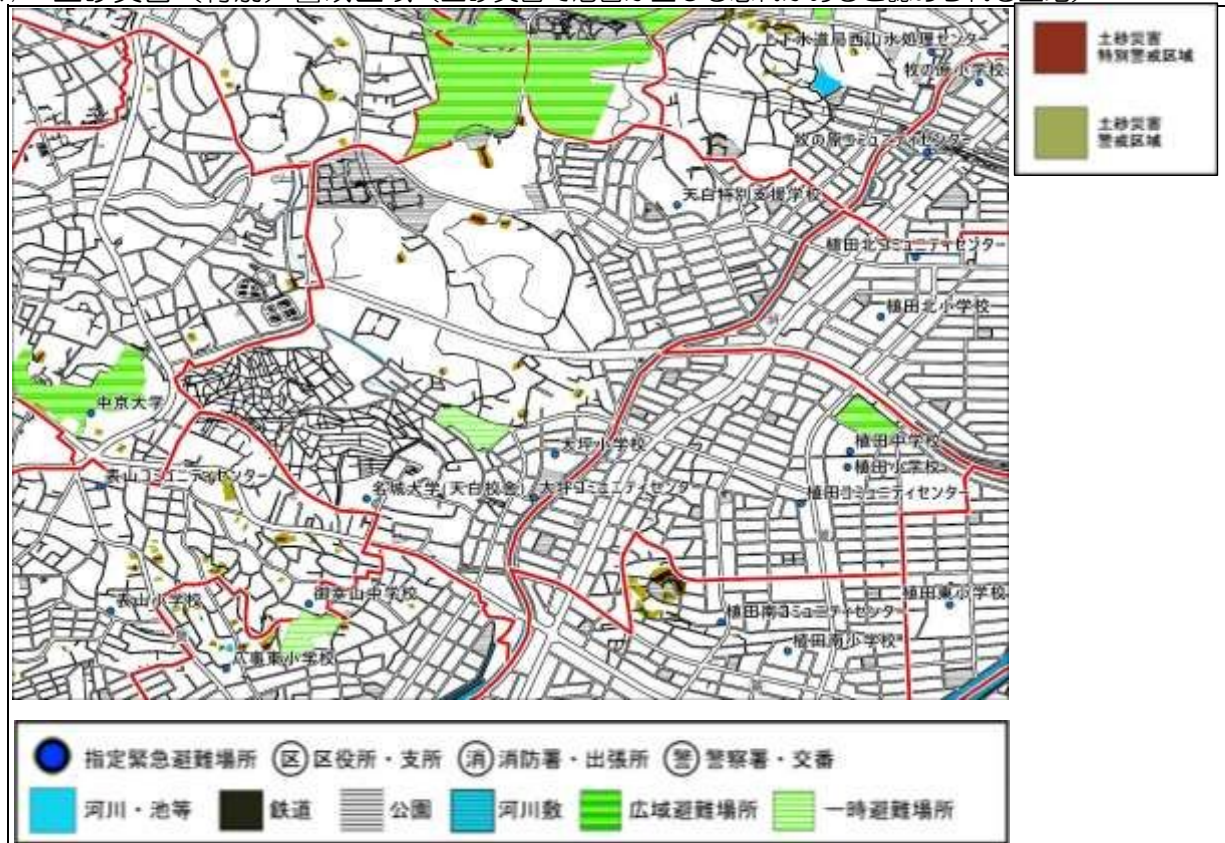 土砂災害（特別）警戒区域（土砂災害で危害が生じる恐れがあると認められる土地）
上下水道局西山水処理センター
牧の原小学校
牧の原コミュニティセンター
天白特別支援学校
植田北コミュニティセンター
植田北小学校
中京大学
植田中学校
大坪小学校
植田小学校
表山コミュニティセンター
名城大学(天白校舎)
大坪コミュニティセンター
植田コミュニティセンター
表山小学校
御幸山中学校
植田東小学校
植田南コミュニティセンター
植田南小学校
八事東小学校
土砂災害
特別警戒区域
土砂災害
警戒区域
指定緊急避難場所 区 区役所・支所 消 消防署・出張所 警 警察署・交番
河川・池等 鉄道 公園 河川敷 広域避難場所 一時避難場所